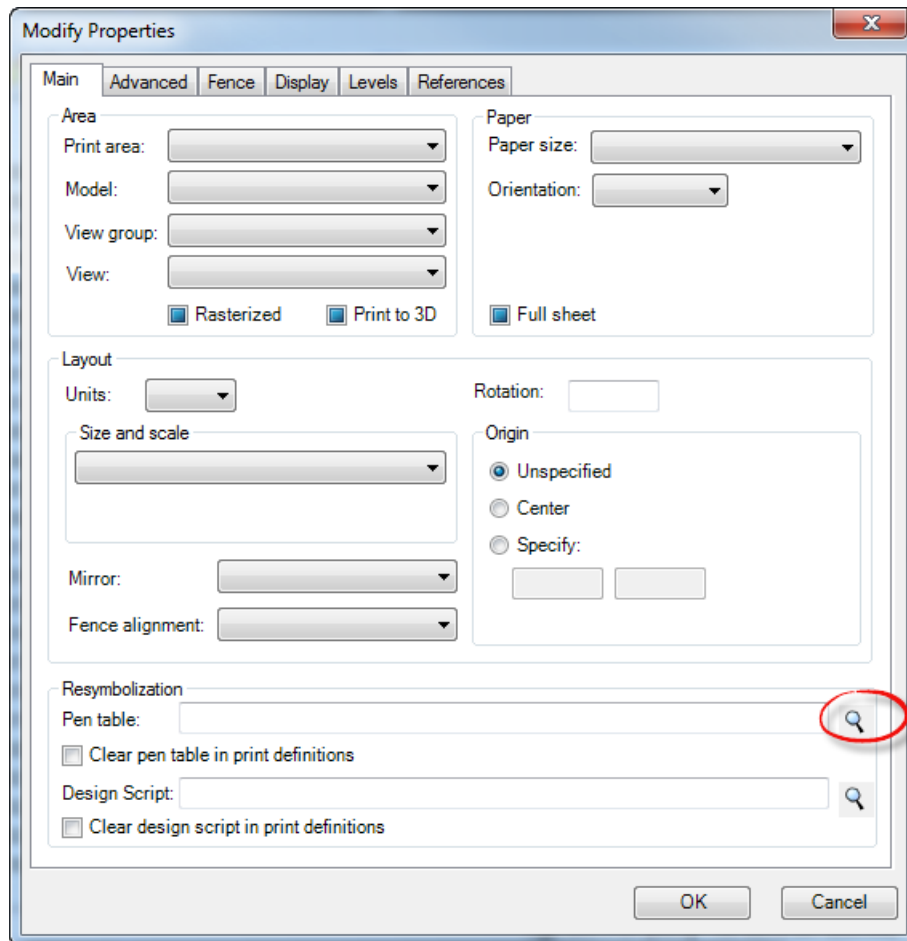 Modify Properties
Main Advanced Fence Display Levels References
Area
Print area:
Model:
View group:
View:
Rasterized Print to 3D
Paper
Paper size:
Orientation:
Full sheet
Layout
Units:
Rotation:
Size and scale
Mirror:
Fence alignment:
Origin
Unspecified
Center
Specify:
Resymbolization
Pen table:
Clear pen table in print definitions
Design Script:
Clear design script in print definitions
OK Cancel